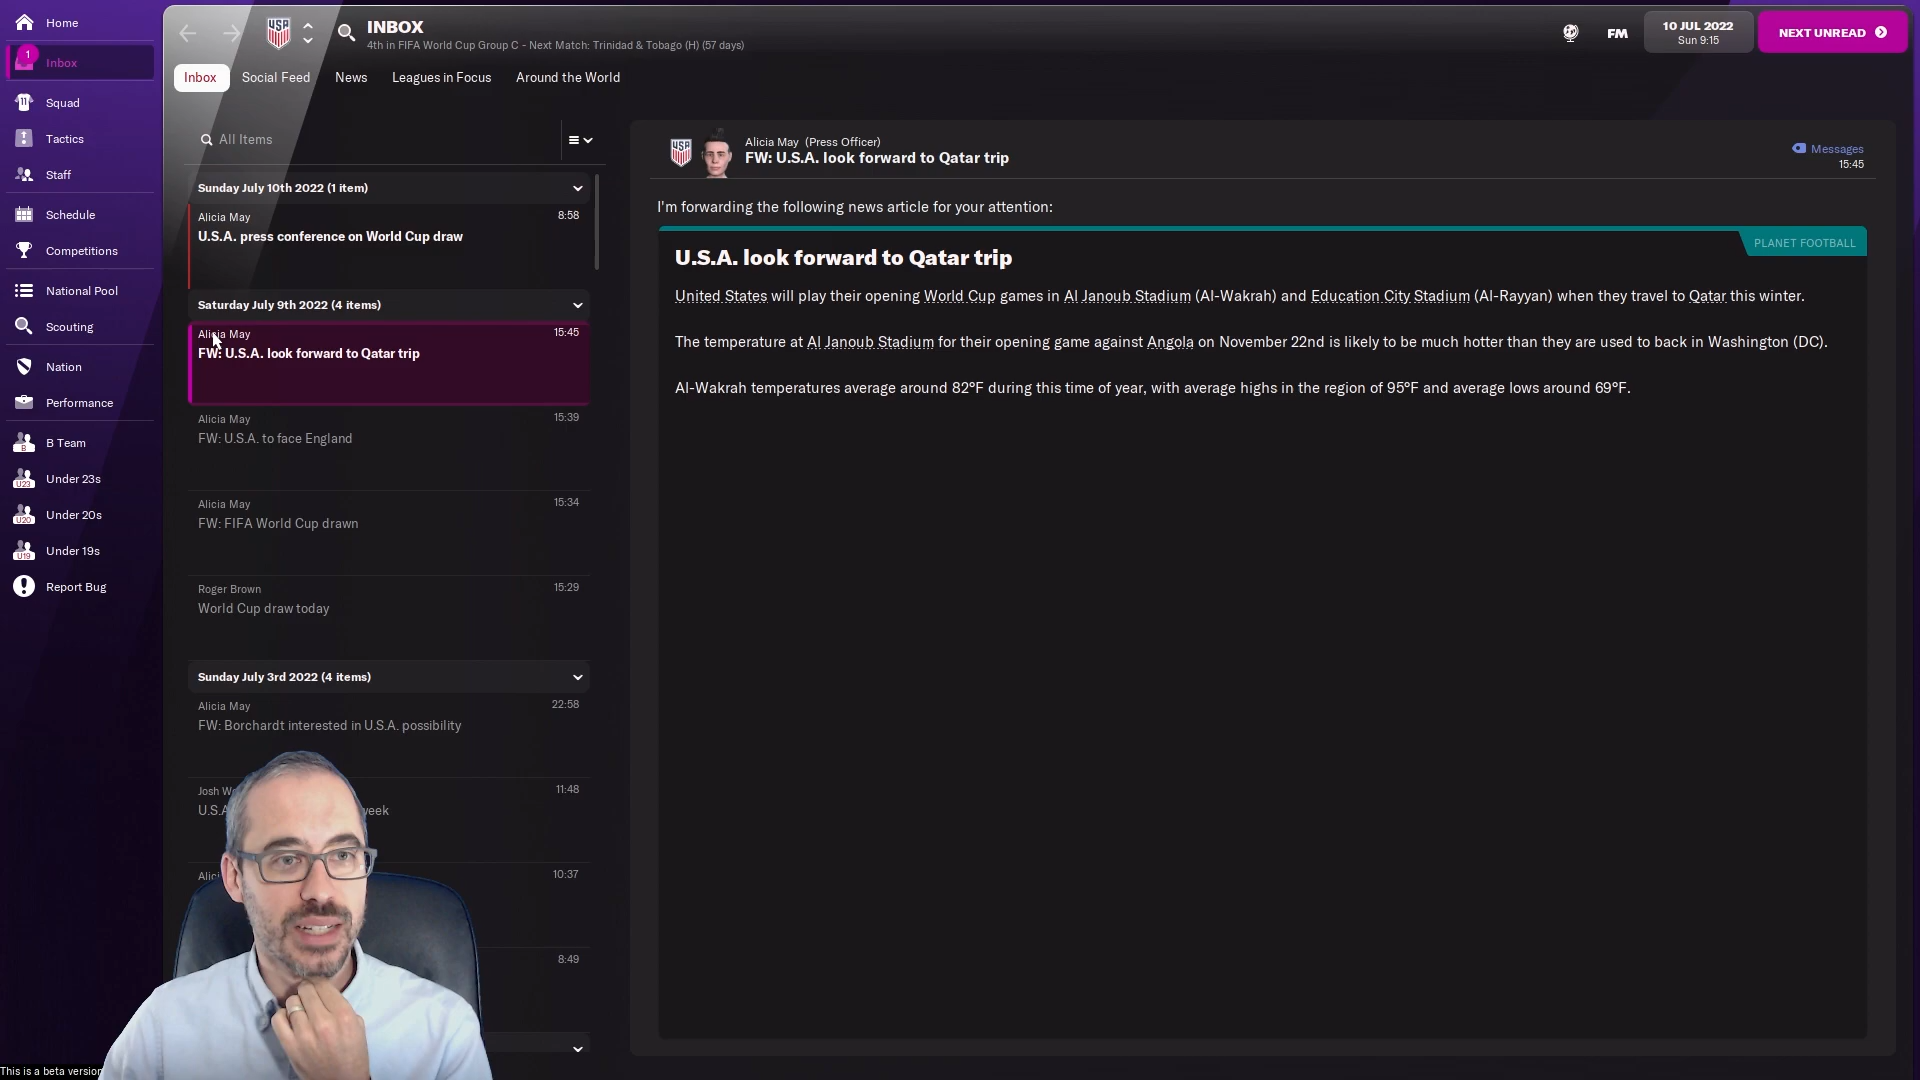 Home
1
Inbox
Squad
Tactics
Staff
Schedule
Competitions
National Pool
Scouting
Nation
Performance
B Team
Under 23s
Under 20s
Under 19s
Report Bug
USA
INBOX
4th in FIFA World Cup Group C - Next Match: Trinidad & Tobago (H) (57 days)
FM
10 JUL 2022
Sun 9:15
NEXT UNREAD
Inbox
Social Feed
News
Leagues in Focus
Around the World
All Items
Sunday July 10th 2022 (1 item)
Alicia May 8:58
U.S.A. press conference on World Cup draw
Saturday July 9th 2022 (4 items)
Alicia May 15:45
FW: U.S.A. look forward to Qatar trip
Alicia May 15:39
FW: U.S.A. to face England
Alicia May 15:34
FW: FIFA World Cup drawn
Roger Brown 15:29
World Cup draw today
Sunday July 3rd 2022 (4 items)
Alicia May 22:58
FW: Borchardt interested in U.S.A. possibility
Josh 11:48
10:37
8:49
USA
Alicia May (Press Officer)
FW: U.S.A. look forward to Qatar trip
Messages
15:45
I'm forwarding the following news article for your attention:
PLANET FOOTBALL
U.S.A. look forward to Qatar trip
United States will play their opening World Cup games in Al Janoub Stadium (Al-Wakrah) and Education City Stadium (Al-Rayyan) when they travel to Qatar this winter.
The temperature at Al Janoub Stadium for their opening game against Angola on November 22nd is likely to be much hotter than they are used to back in Washington (DC).
Al-Wakrah temperatures average around 82°F during this time of year, with average highs in the region of 95°F and average lows around 69°F.
This is a beta version